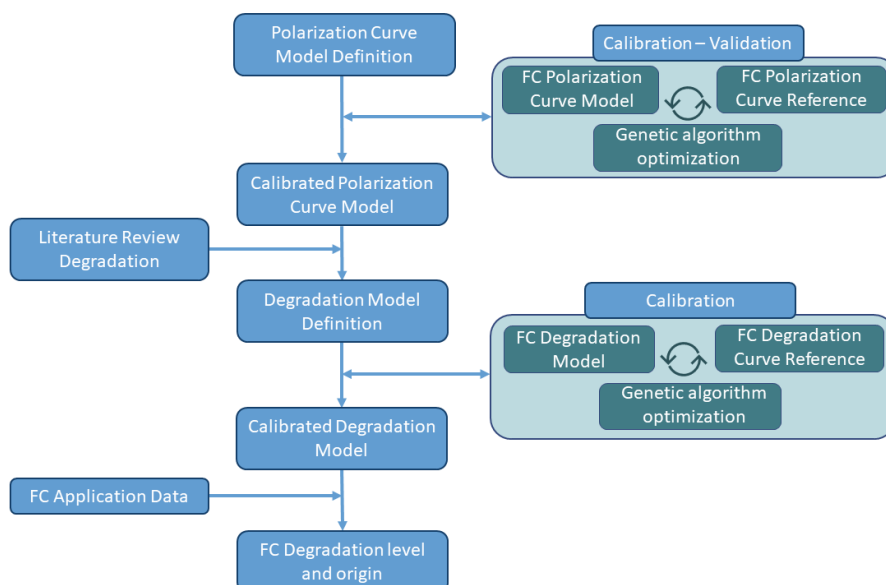 Polarization Curve
Model Definition
Calibration – Validation
FC Polarization
Curve Model
FC Polarization
Curve Reference
Genetic algorithm
optimization
Calibrated Polarization
Curve Model
Literature Review
Degradation
Degradation Model
Definition
Calibration
FC Degradation
Model
FC Degradation
Curve Reference
Genetic algorithm
optimization
Calibrated Degradation
Model
FC Application Data
FC Degradation level
and origin